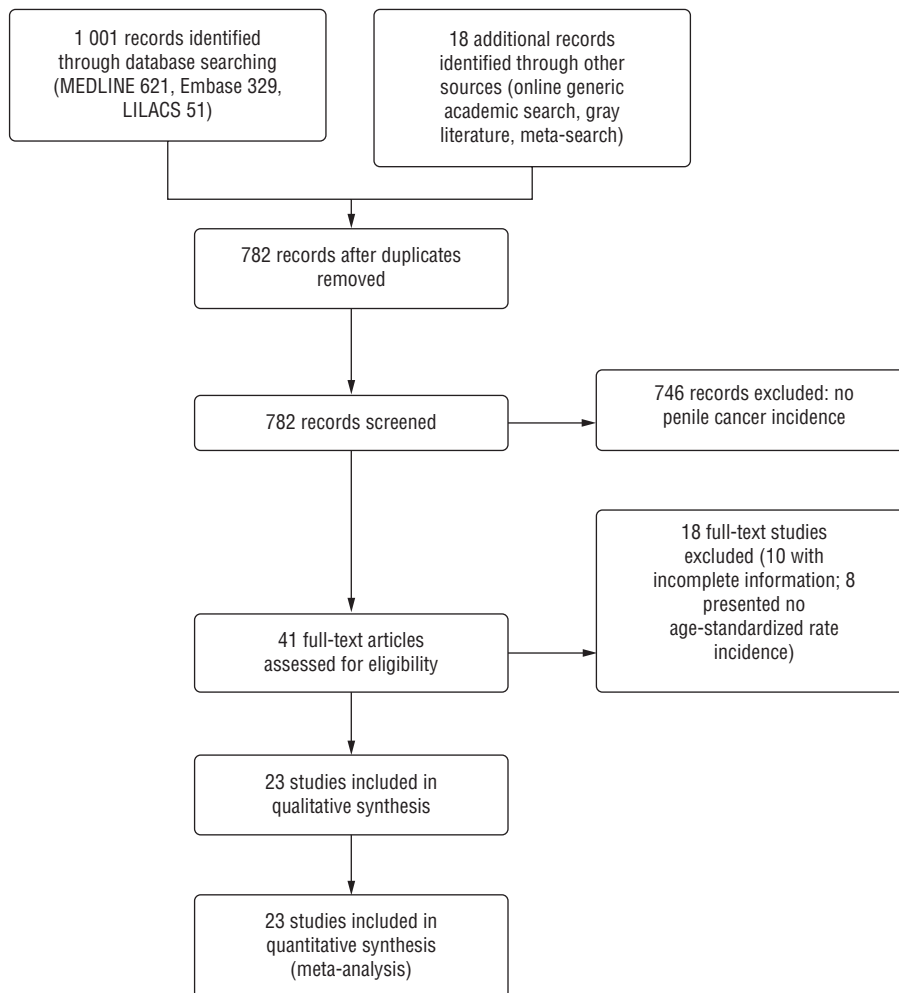 1 001 records identified
through database searching
(MEDLINE 621, Embase 329,
LILACS 51)
18 additional records
identified through other
sources (online generic
academic search, gray
literature, meta-search)
782 records after duplicates
removed
782 records screened
746 records excluded: no
penile cancer incidence
41 full-text articles
assessed for eligibility
18 full-text studies
excluded (10 with
incomplete information; 8
presented no
age-standardized rate
incidence)
23 studies included in
qualitative synthesis
23 studies included in
quantitative synthesis
(meta-analysis)